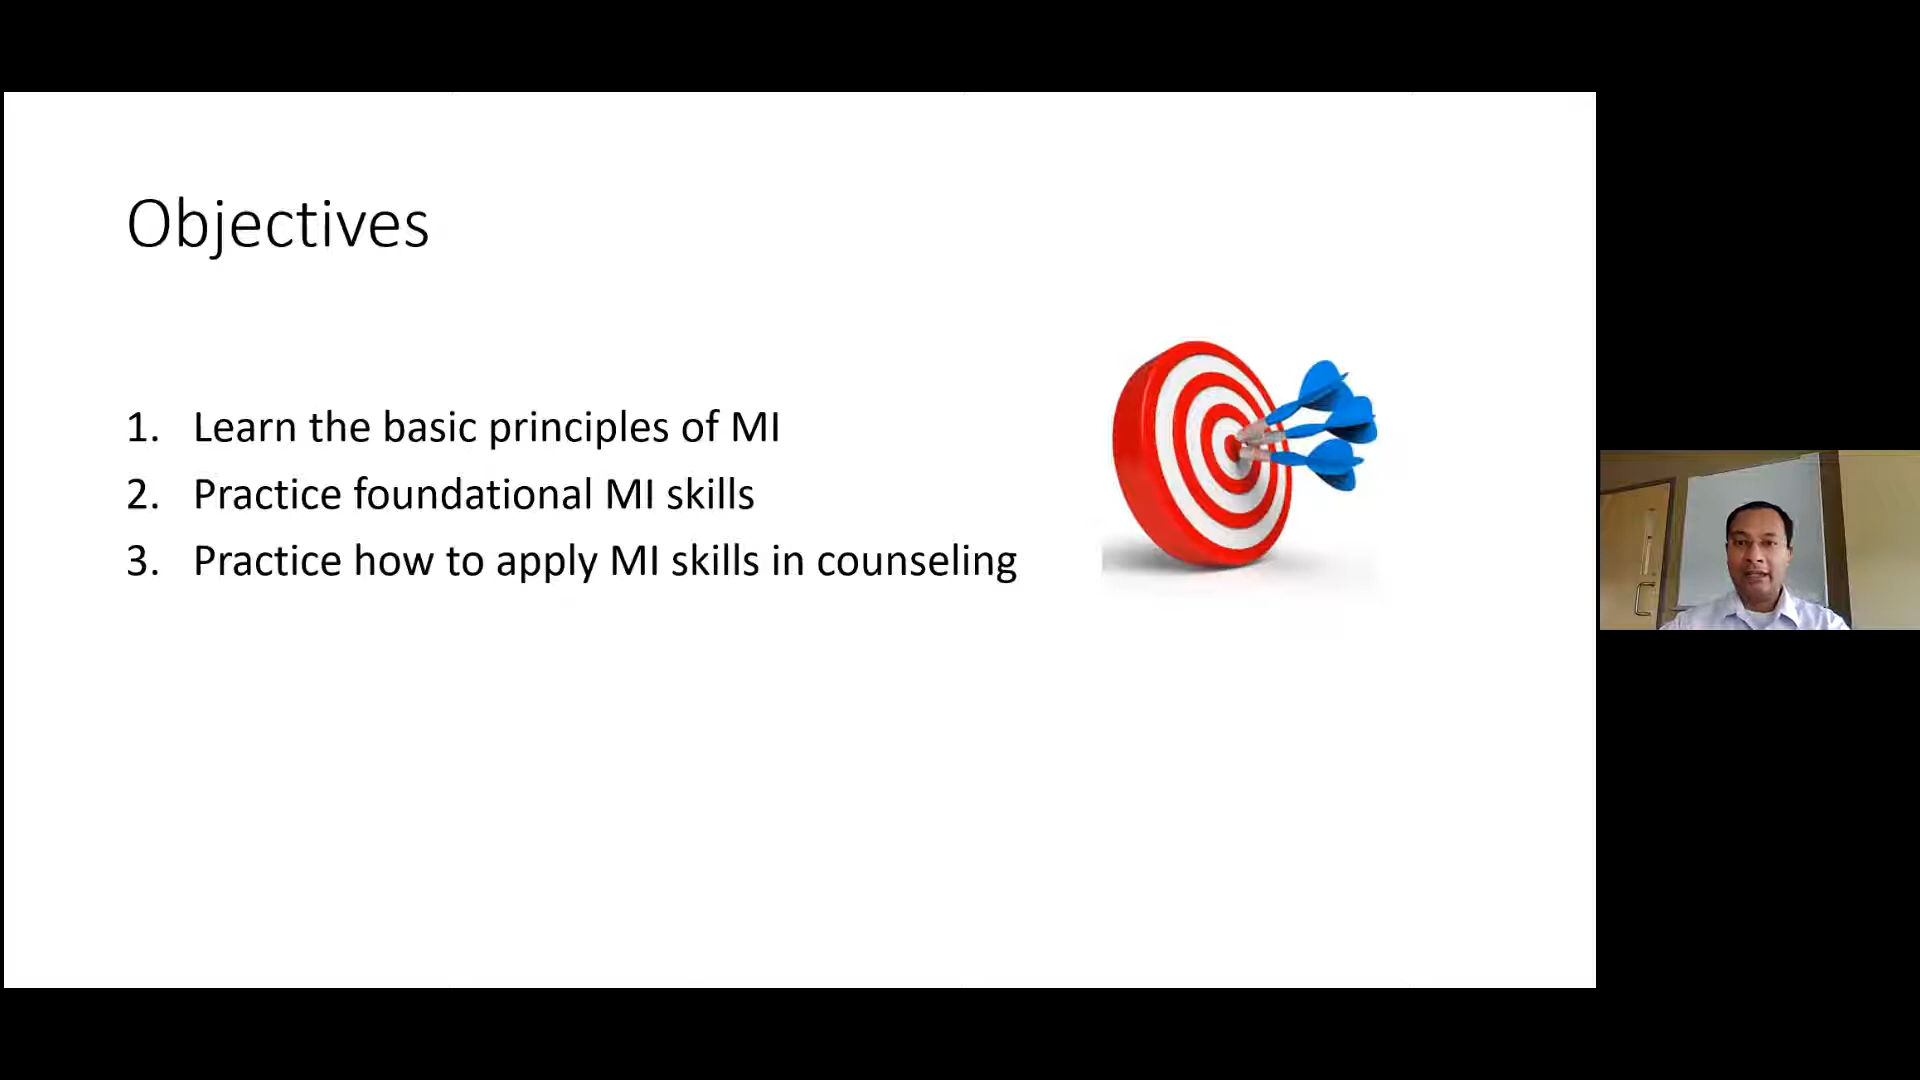 Objectives
1. Learn the basic principles of MI
2. Practice foundational MI skills
3. Practice how to apply MI skills in counseling